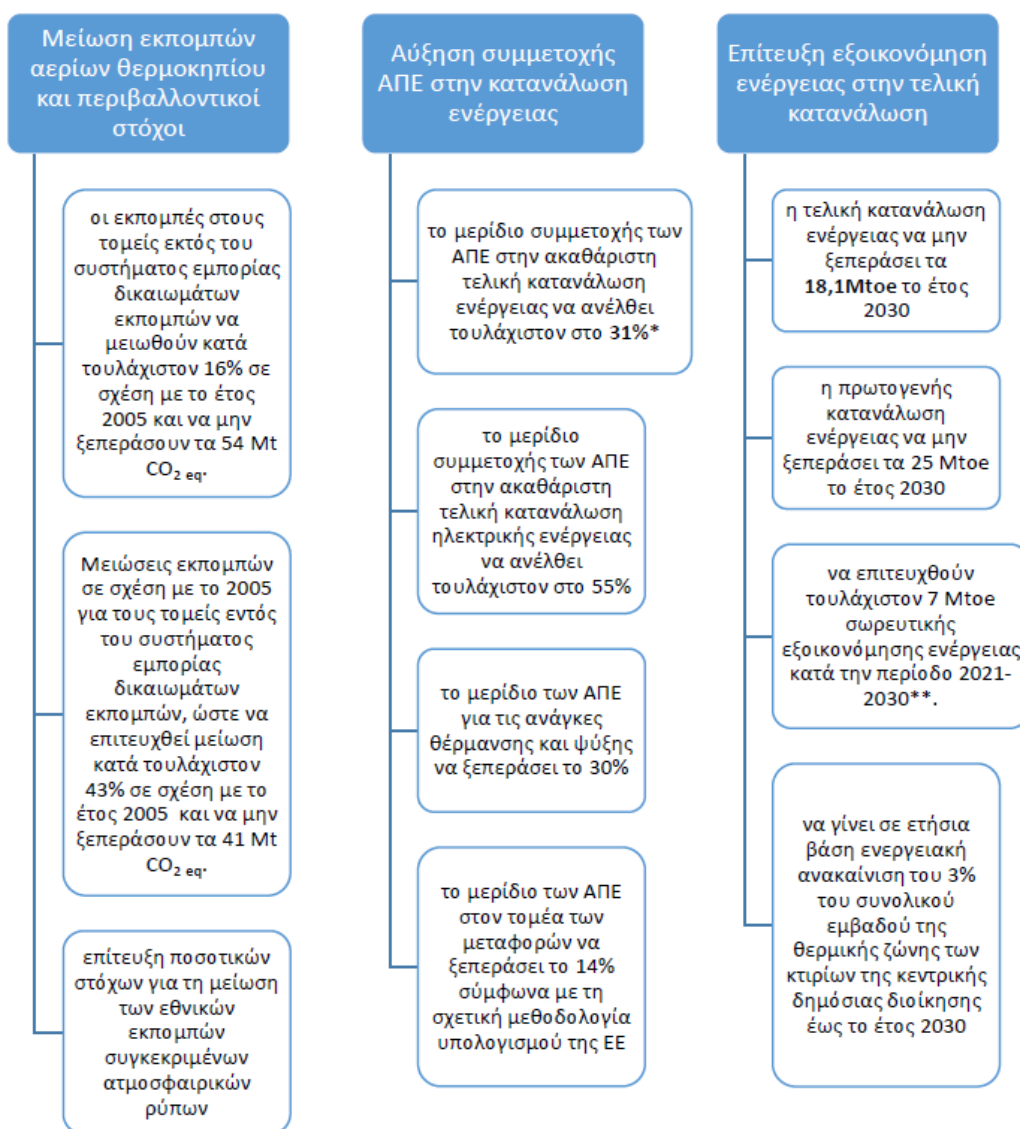 Μείωση εκπομπών
αερίων θερμοκηπίου
και περιβαλλοντικοί
στόχοι
οι εκπομπές στους
τομείς εκτός του
συστήματος εμπορίας
δικαιωμάτων
εκπομπών να
μειωθούν κατά
τουλάχιστον 16% σε
σχέση με το έτος
2005 και να μην
ξεπεράσουν τα 54 Mt
CO₂ eq.
Μειώσεις εκπομπών
σε σχέση με το 2005
για τους τομείς εντός
του συστήματος
εμπορίας
δικαιωμάτων
εκπομπών, ώστε να
επιτευχθεί μείωση
κατά τουλάχιστον
43% σε σχέση με το
έτος 2005 και να μην
ξεπεράσουν τα 41 Mt
CO₂ eq.
επίτευξη ποσοτικών
στόχων για τη μείωση
των εθνικών
εκπομπών
συγκεκριμένων
ατμοσφαιρικών
ρύπων
Αύξηση συμμετοχής
ΑΠΕ στην κατανάλωση
ενέργειας
το μερίδιο συμμετοχής των
ΑΠΕ στην ακαθάριστη
τελική κατανάλωση
ενέργειας να ανέλθει
τουλάχιστον στο 31%*
το μερίδιο
συμμετοχής των ΑΠΕ
στην ακαθάριστη
τελική κατανάλωση
ηλεκτρικής ενέργειας
να ανέλθει
τουλάχιστον στο 55%
το μερίδιο των ΑΠΕ
για τις ανάγκες
θέρμανσης και ψύξης
να ξεπεράσει το 30%
το μερίδιο των ΑΠΕ
στον τομέα των
μεταφορών να
ξεπεράσει το 14%
σύμφωνα με τη
σχετική μεθοδολογία
υπολογισμού της ΕΕ
Επίτευξη εξοικονόμηση
ενέργειας στην τελική
κατανάλωση
η τελική κατανάλωση
ενέργειας να μην
ξεπεράσει τα
18,1Mtoe το έτος
2030
η πρωτογενής
κατανάλωση
ενέργειας να μην
ξεπεράσει τα 25 Mtoe
το έτος 2030
να επιτευχθούν
τουλάχιστον 7 Mtoe
σωρευτικής
εξοικονόμησης ενέργειας
κατά την περίοδο 2021-
2030**.
να γίνει σε ετήσια
βάση ενεργειακή
ανακαίνιση του 3%
του συνολικού
εμβαδού της
θερμικής ζώνης των
κτιρίων της κεντρικής
δημόσιας διοίκησης
έως το έτος 2030